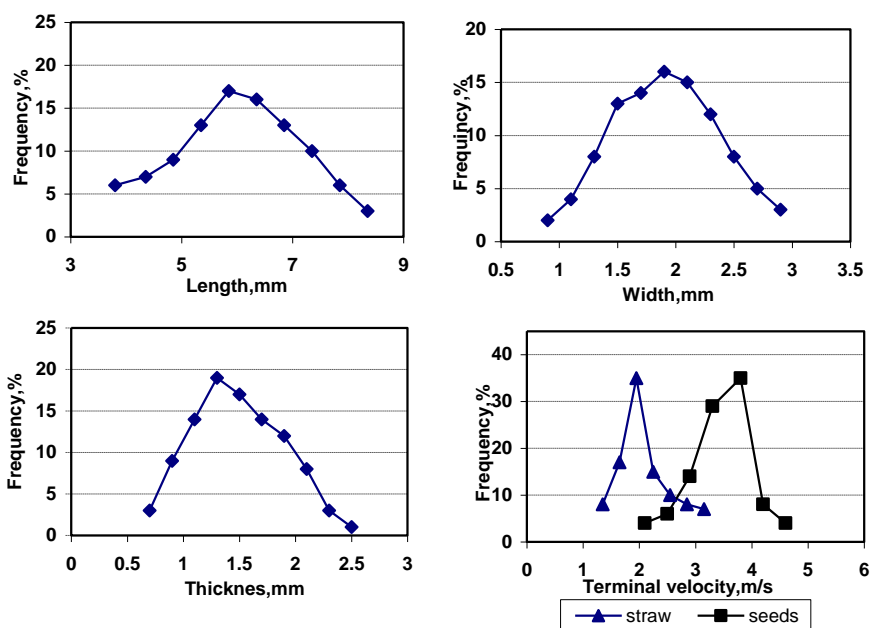 25
20
15
10
5
0
Frequency,%
3 5 7 9
Length,mm
20
15
10
5
0
Frequincy,%
0.5 1 1.5 2 2.5 3 3.5
Width,mm
25
20
15
10
5
0
Frequency,%
0 0.5 1 1.5 2 2.5 3
Thicknes,mm
40
30
20
10
0
Frequency,%
0 1 2 3 4 5 6
Terminal velocity,m/s
straw seeds